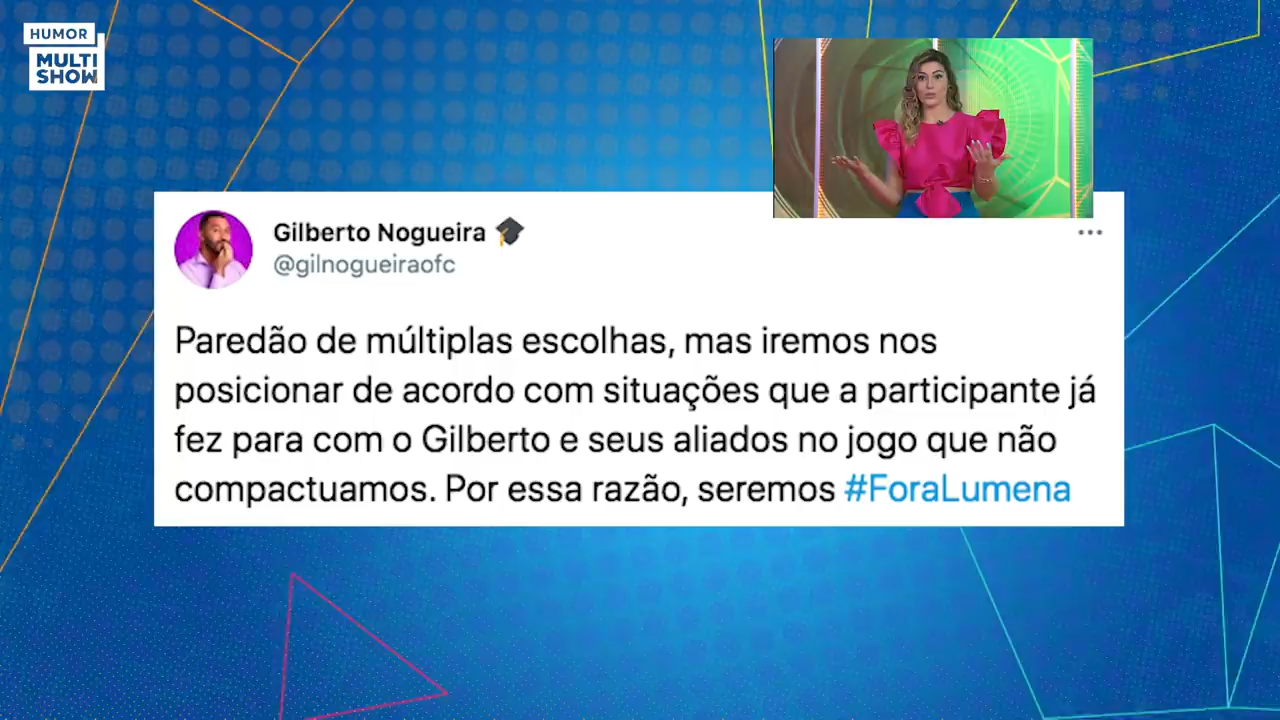 HUMOR
MULTI
SHOW
Gilberto Nogueira 🎓
@gilnogueiraofc
Paredão de múltiplas escolhas, mas iremos nos
posicionar de acordo com situações que a participante já
fez para com o Gilberto e seus aliados no jogo que não
compactuamos. Por essa razão, seremos #ForaLumena